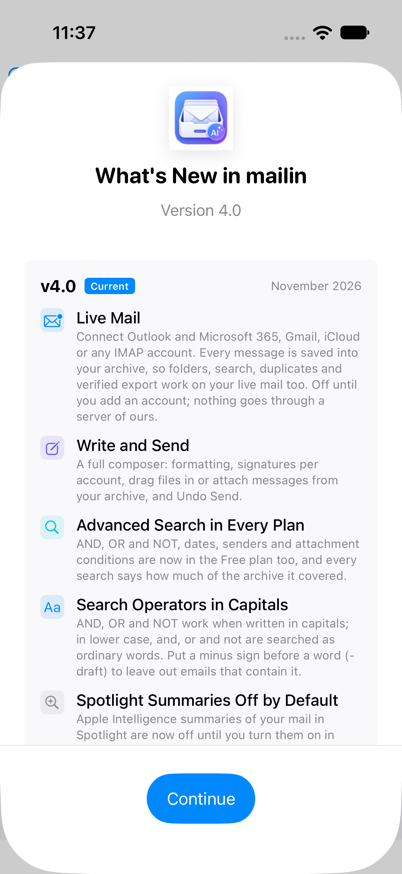 11:37
AI
What's New in mailin
Version 4.0
v4.0 Current November 2026
Live Mail
Connect Outlook and Microsoft 365, Gmail, iCloud
or any IMAP account. Every message is saved into
your archive, so folders, search, duplicates and
verified export work on your live mail too. Off until
you add an account; nothing goes through a
server of ours.
Write and Send
A full composer: formatting, signatures per
account, drag files in or attach messages from
your archive, and Undo Send.
Advanced Search in Every Plan
AND, OR and NOT, dates, senders and attachment
conditions are now in the Free plan too, and every
search says how much of the archive it covered.
Aa
Search Operators in Capitals
AND, OR and NOT work when written in capitals;
in lower case, and, or and not are searched as
ordinary words. Put a minus sign before a word (-
draft) to leave out emails that contain it.
Spotlight Summaries Off by Default
Apple Intelligence summaries of your mail in
Spotlight are now off until you turn them on in
Continue